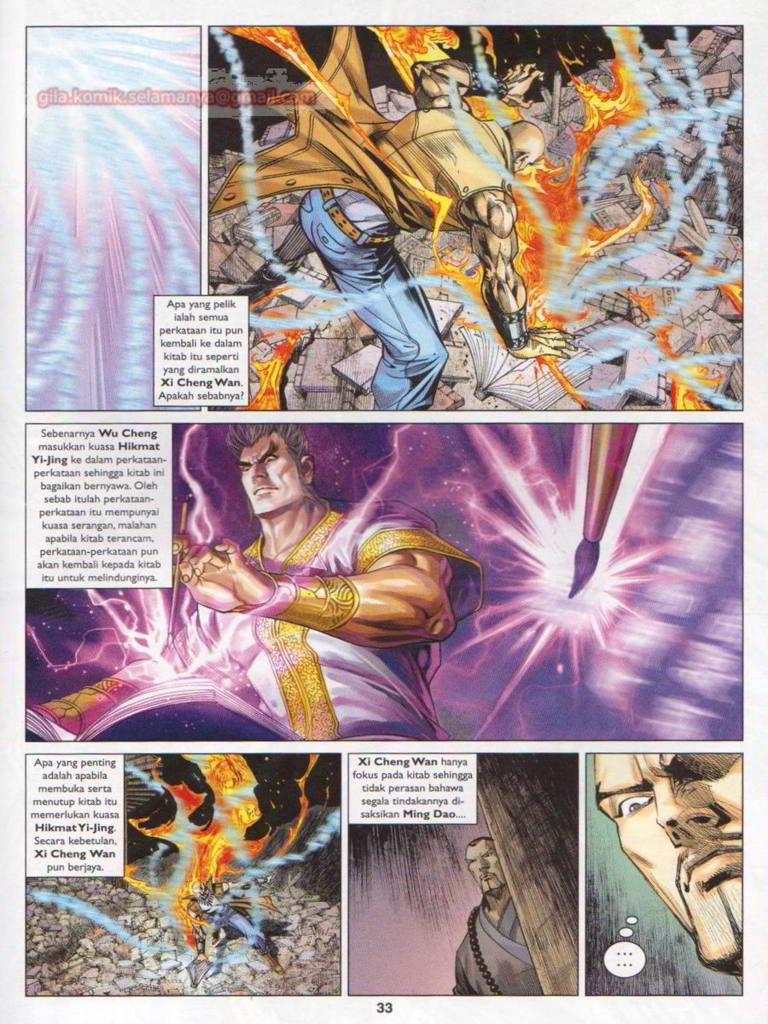 gila.komik.selamanya@gmail.com
Apa yang pelik
ialah semua
perkataan itu pun
kembali ke dalam
kitab itu seperti
yang diramalkan
Xi Cheng Wan.
Apakah sebabnya?
Sebenarnya Wu Cheng
masukkan kuasa Hikmat
Yi-Jing ke dalam perkataan-
perkataan sehingga kitab ini
bagaikan bernyawa. Oleh
sebab itulah perkataan-
perkataan itu mempunyai
kuasa serangan, malahan
apabila kitab terancam,
perkataan-perkataan pun
akan kembali kepada kitab
itu untuk melindunginya.
Apa yang penting
adalah apabila
membuka serta
menutup kitab itu
memerlukan kuasa
Hikmat Yi-Jing.
Secara kebetulan,
Xi Cheng Wan
pun berjaya.
Xi Cheng Wan hanya
fokus pada kitab sehingga
tidak perasan bahawa
segala tindakannya di-
saksikan Ming Dao....
...
...
33